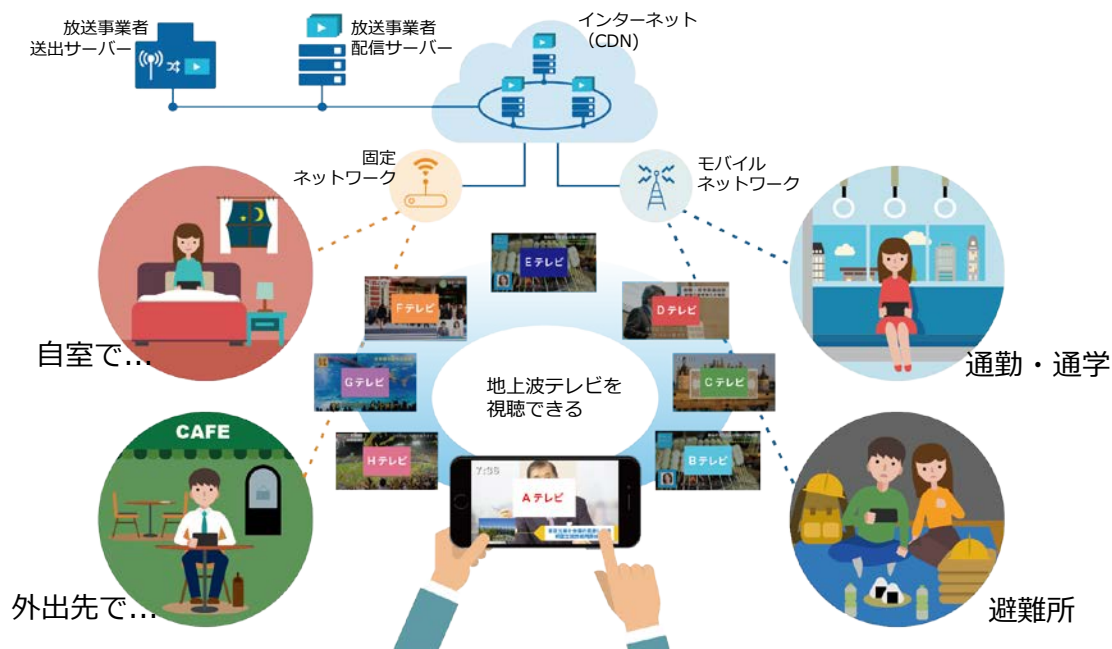 放送事業者
送出サーバー
放送事業者
配信サーバー
インターネット
（CDN)
固定
ネットワーク
モバイル
ネットワーク
自室で…
通勤・通学
Eテレビ
Fテレビ
Dテレビ
Gテレビ
Cテレビ
地上波テレビを
視聴できる
Hテレビ
Bテレビ
7:55
Aテレビ
CAFE
外出先で…
避難所